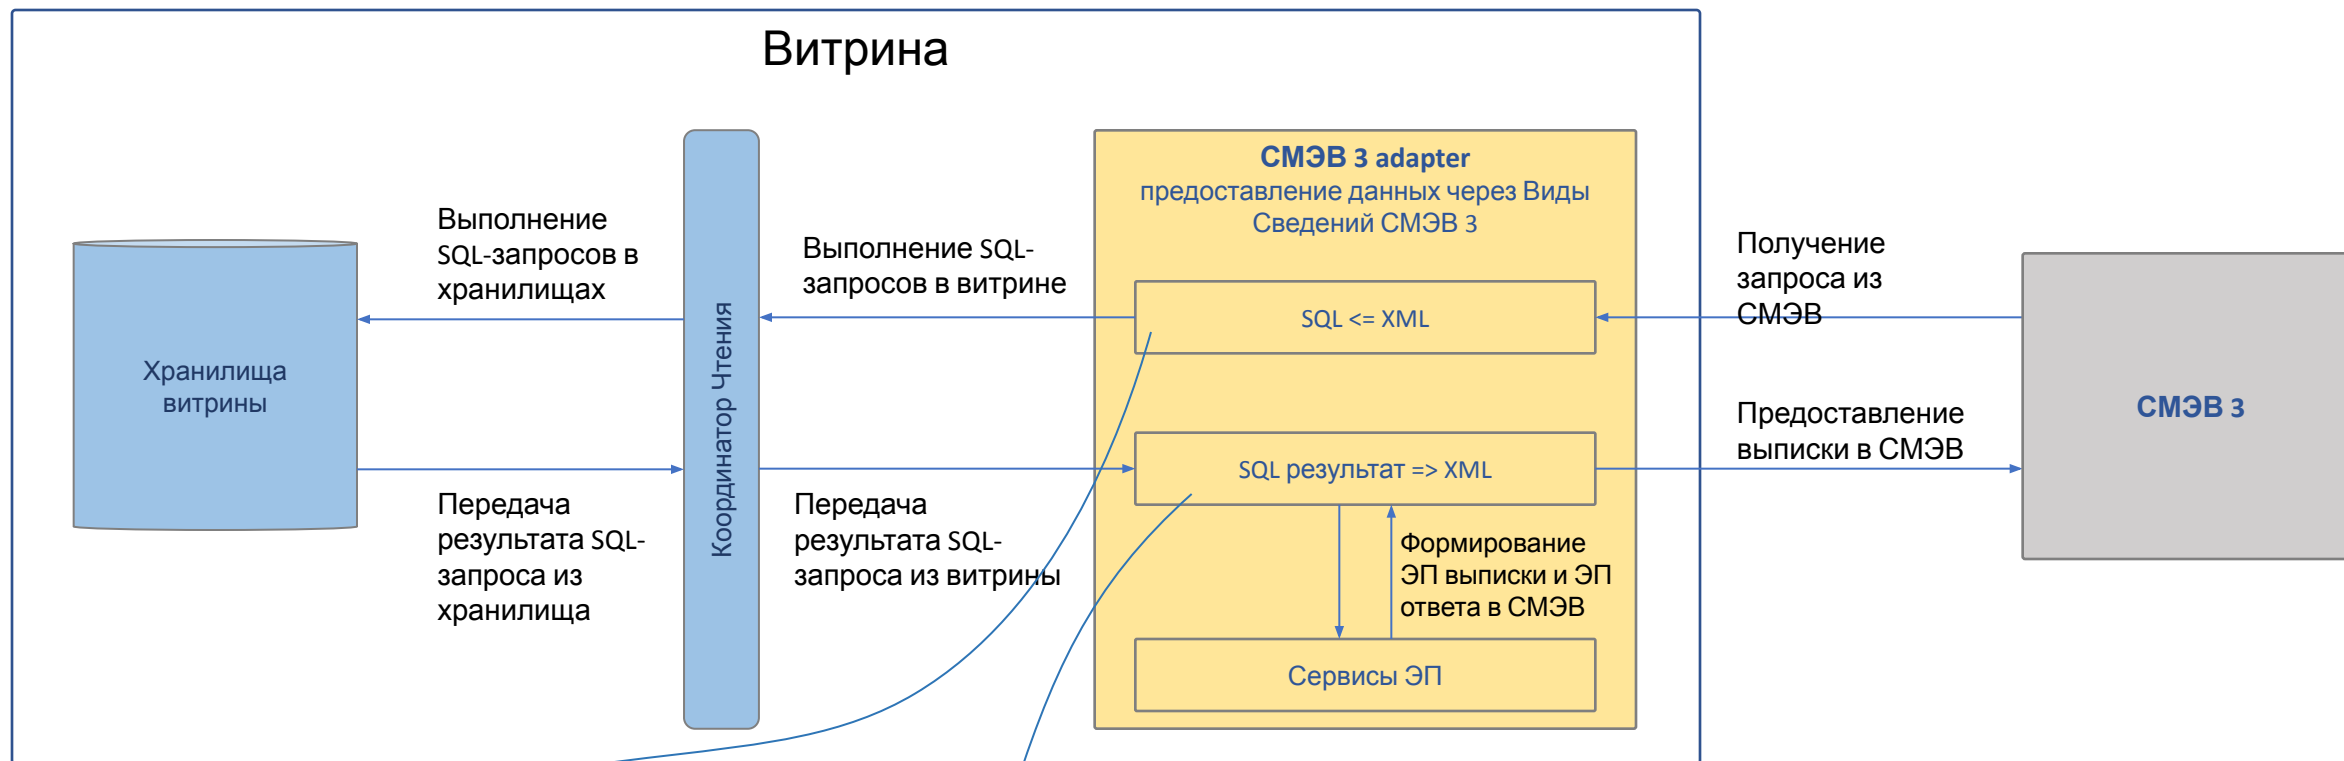 Витрина
СМЭВ 3 adapter
предоставление данных через Виды
Сведений СМЭВ 3
Выполнение
SQL-запросов в
хранилищах
Выполнение SQL-
запросов в витрине
SQL <= XML
Получение
запроса из
СМЭВ
Хранилища
витрины
Координатор Чтения
СМЭВ 3
SQL результат => XML
Предоставление
выписки в СМЭВ
Передача
результата SQL-
запроса из
хранилища
Передача
результата SQL-
запроса из витрины
Формирование
ЭП выписки и ЭП
ответа в СМЭВ
Сервисы ЭП